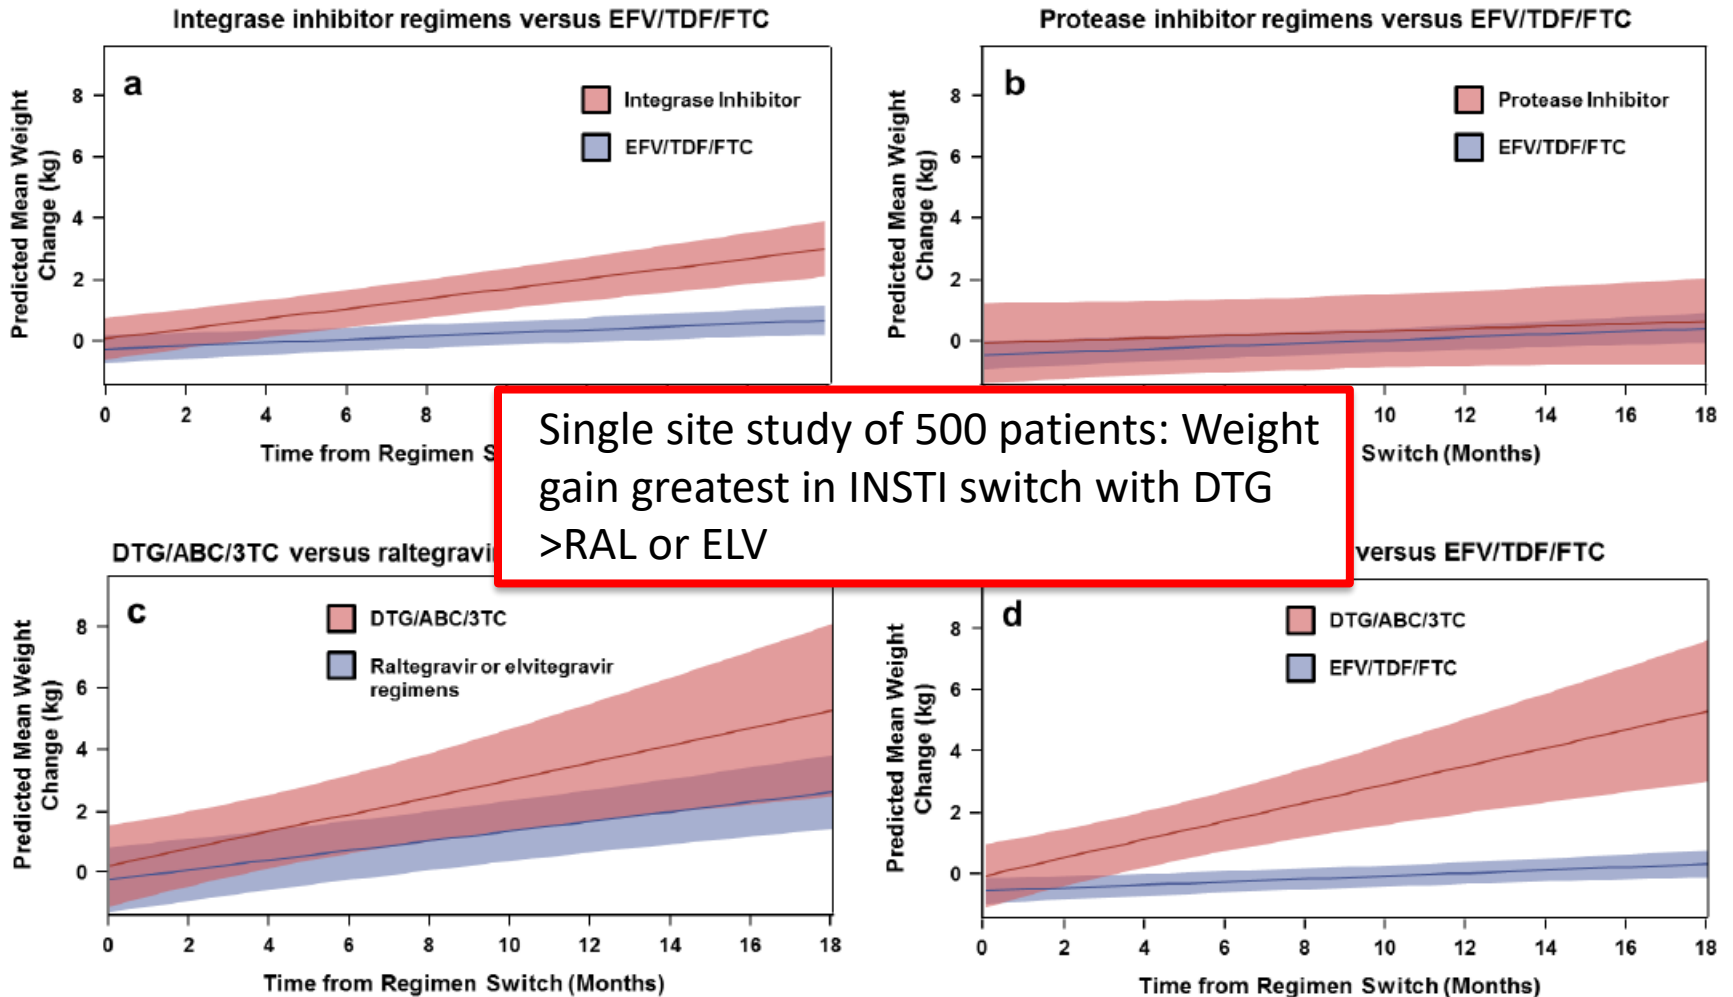 Integrase inhibitor regimens versus EFV/TDF/FTC
Protease inhibitor regimens versus EFV/TDF/FTC
a
Integrase Inhibitor
EFV/TDF/FTC
Predicted Mean Weight
Change (kg)
8
6
4
2
0
0 2 4 6 8
Time from Regimen S
b
Protease Inhibitor
EFV/TDF/FTC
Predicted Mean Weight
Change (kg)
8
6
4
2
0
10 12 14 16 18
Switch (Months)
Single site study of 500 patients: Weight
gain greatest in INSTI switch with DTG
>RAL or ELV
DTG/ABC/3TC versus raltegravi
versus EFV/TDF/FTC
c
DTG/ABC/3TC
Raltegravir or elvitegravir
regimens
Predicted Mean Weight
Change (kg)
8
6
4
2
0
0 2 4 6 8 10 12 14 16 18
Time from Regimen Switch (Months)
d
DTG/ABC/3TC
EFV/TDF/FTC
Predicted Mean Weight
Change (kg)
8
6
4
2
0
0 2 4 6 8 10 12 14 16 18
Time from Regimen Switch (Months)